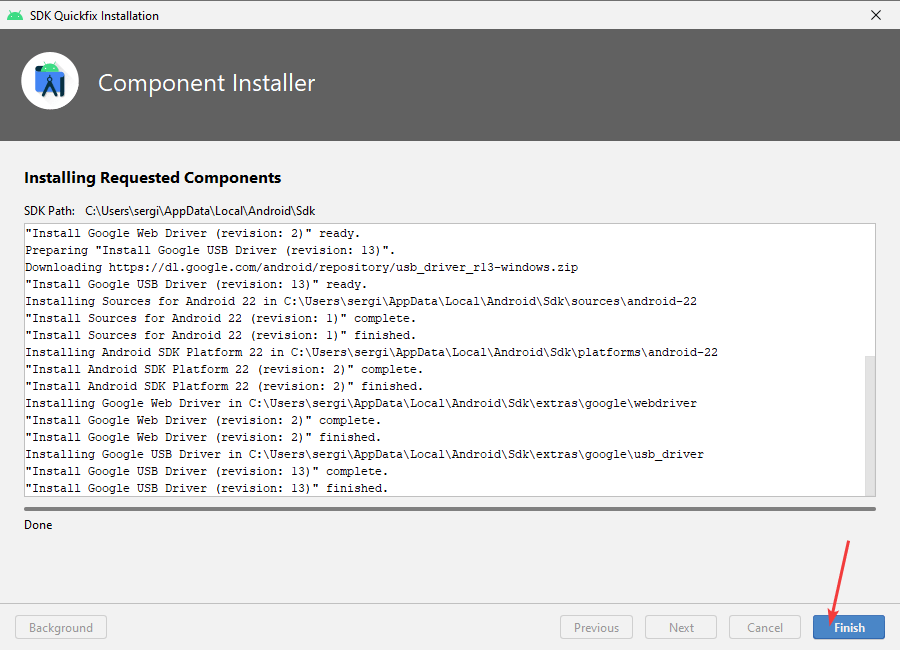 SDK Quickfix Installation
Component Installer
Installing Requested Components
SDK Path: C:\Users\sergi\AppData\Local\Android\Sdk
"Install Google Web Driver (revision: 2)" ready.
Preparing "Install Google USB Driver (revision: 13)".
Downloading https://dl.google.com/android/repository/usb_driver_r13-windows.zip
"Install Google USB Driver (revision: 13)" ready.
Installing Sources for Android 22 in C:\Users\sergi\AppData\Local\Android\Sdk\sources\android-22
"Install Sources for Android 22 (revision: 1)" complete.
"Install Sources for Android 22 (revision: 1)" finished.
Installing Android SDK Platform 22 in C:\Users\sergi\AppData\Local\Android\Sdk\platforms\android-22
"Install Android SDK Platform 22 (revision: 2)" complete.
"Install Android SDK Platform 22 (revision: 2)" finished.
Installing Google Web Driver in C:\Users\sergi\AppData\Local\Android\Sdk\extras\google\webdriver
"Install Google Web Driver (revision: 2)" complete.
"Install Google Web Driver (revision: 2)" finished.
Installing Google USB Driver in C:\Users\sergi\AppData\Local\Android\Sdk\extras\google\usb_driver
"Install Google USB Driver (revision: 13)" complete.
"Install Google USB Driver (revision: 13)" finished.
Done
Background Previous Next Cancel Finish